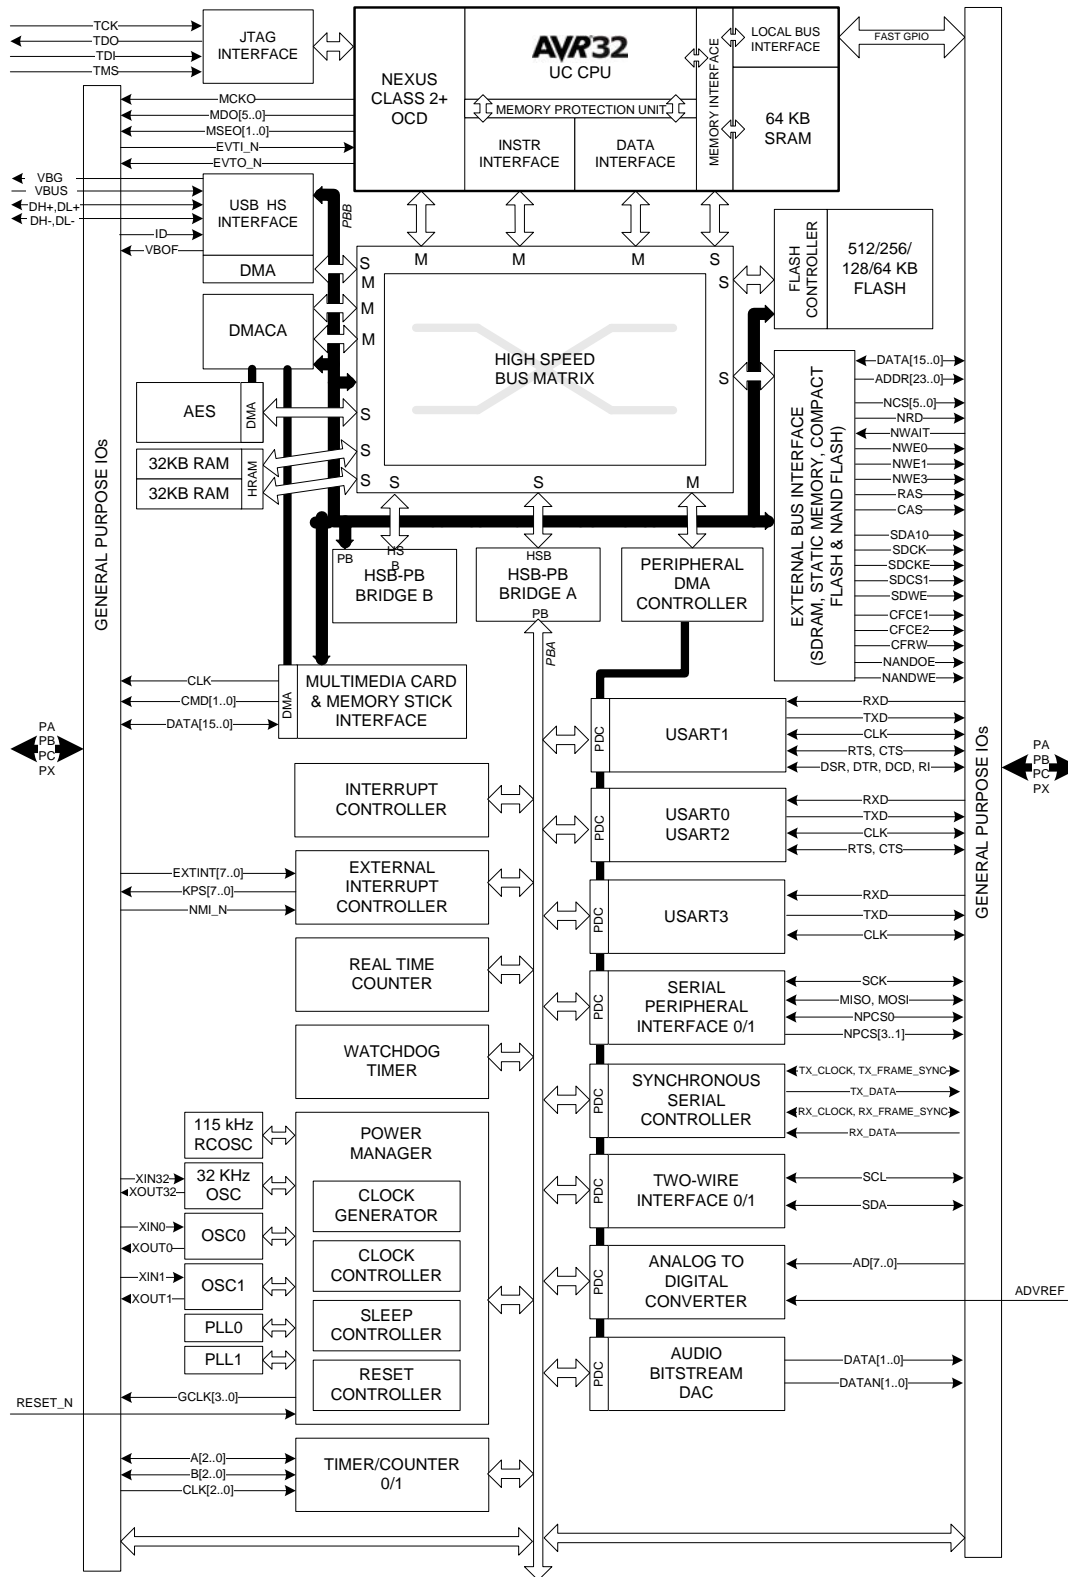 TCK
TDO
TDI
TMS
JTAG
INTERFACE
NEXUS
CLASS 2+
OCD
AVR32
UC CPU
MEMORY PROTECTION UNIT
INSTR
INTERFACE
DATA
INTERFACE
MEMORY INTERFACE
LOCAL BUS
INTERFACE
64 KB
SRAM
FAST GPIO
MCKO
MDO[5..0]
MSEO[1..0]
EVTI_N
EVTO_N
VBG
VBUS
DH+,DL+
DH-,DL-
ID
VBOF
USB HS
INTERFACE
DMA
PBB
DMACA
AES
DMA
32KB RAM
32KB RAM
HRAM
M
M
M
S
S
M
M
M
S
S
S
S
S
S
S
M
HIGH SPEED
BUS MATRIX
FLASH
CONTROLLER
512/256/
128/64 KB
FLASH
EXTERNAL BUS INTERFACE
(SDRAM, STATIC MEMORY, COMPACT
FLASH & NAND FLASH)
DATA[15..0]
ADDR[23..0]
NCS[5..0]
NRD
NWAIT
NWE0
NWE1
NWE3
RAS
CAS
SDA10
SDCK
SDCKE
SDCS1
SDWE
CFCE1
CFCE2
CFRW
NANDOE
NANDWE
GENERAL PURPOSE IOs
GENERAL PURPOSE IOs
PB
HS
B
HSB-PB
BRIDGE B
HSB
HSB-PB
BRIDGE A
PB
PBA
PERIPHERAL
DMA
CONTROLLER
CLK
CMD[1..0]
DATA[15..0]
DMA
MULTIMEDIA CARD
& MEMORY STICK
INTERFACE
PA
PB
PC
PX
PA
PB
PC
PX
INTERRUPT
CONTROLLER
EXTINT[7..0]
KPS[7..0]
NMI_N
EXTERNAL
INTERRUPT
CONTROLLER
REAL TIME
COUNTER
WATCHDOG
TIMER
115 kHz
RCOSC
XIN32
XOUT32
32 KHz
OSC
XIN0
XOUT0
OSC0
XIN1
XOUT1
OSC1
PLL0
PLL1
GCLK[3..0]
RESET_N
POWER
MANAGER
CLOCK
GENERATOR
CLOCK
CONTROLLER
SLEEP
CONTROLLER
RESET
CONTROLLER
A[2..0]
B[2..0]
CLK[2..0]
TIMER/COUNTER
0/1
PDC
USART1
RXD
TXD
CLK
RTS, CTS
DSR, DTR, DCD, RI
PDC
USART0
USART2
RXD
TXD
CLK
RTS, CTS
PDC
USART3
RXD
TXD
CLK
PDC
SERIAL
PERIPHERAL
INTERFACE 0/1
SCK
MISO, MOSI
NPCS0
NPCS[3..1]
PDC
SYNCHRONOUS
SERIAL
CONTROLLER
TX_CLOCK, TX_FRAME_SYNC
TX_DATA
RX_CLOCK, RX_FRAME_SYNC
RX_DATA
PDC
TWO-WIRE
INTERFACE 0/1
SCL
SDA
PDC
ANALOG TO
DIGITAL
CONVERTER
AD[7..0]
ADVREF
PDC
AUDIO
BITSTREAM
DAC
DATA[1..0]
DATAN[1..0]